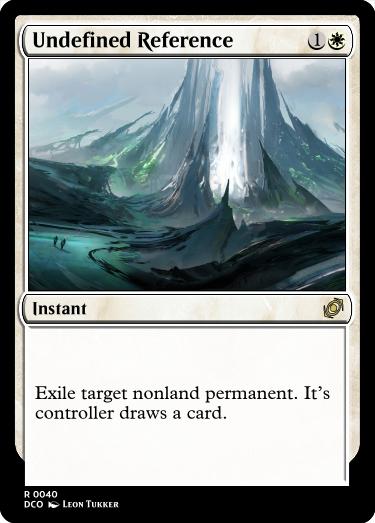 Undefined Reference 1
Instant
Exile target nonland permanent. It's
controller draws a card.
R 0040
DCO Leon Tukker